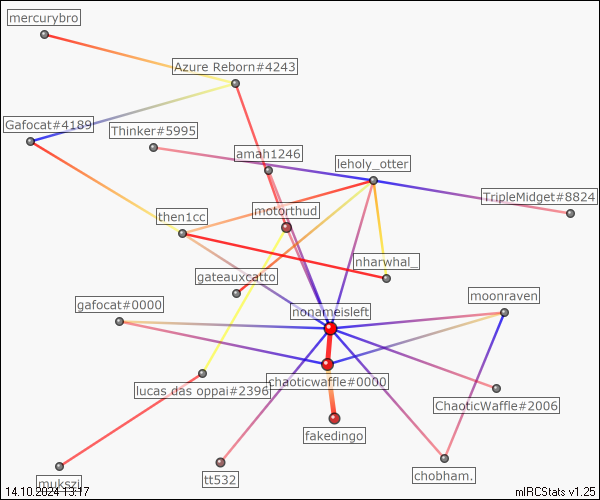 mercurybro
Azure Reborn#4243
Gafocat#4189
Thinker#5995
amah1246
leholy_otter
TripleMidget#8824
then1cc
motorthud
nharwhal_
gateauxcatto
moonraven
gafocat#0000
nonameisleft
chaoticwaffle#0000
lucas das oppai#2396
ChaoticWaffle#2006
fakedingo
mukszi
tt532
chobham.
14.10.2024 13:17
mIRCStats v1.25